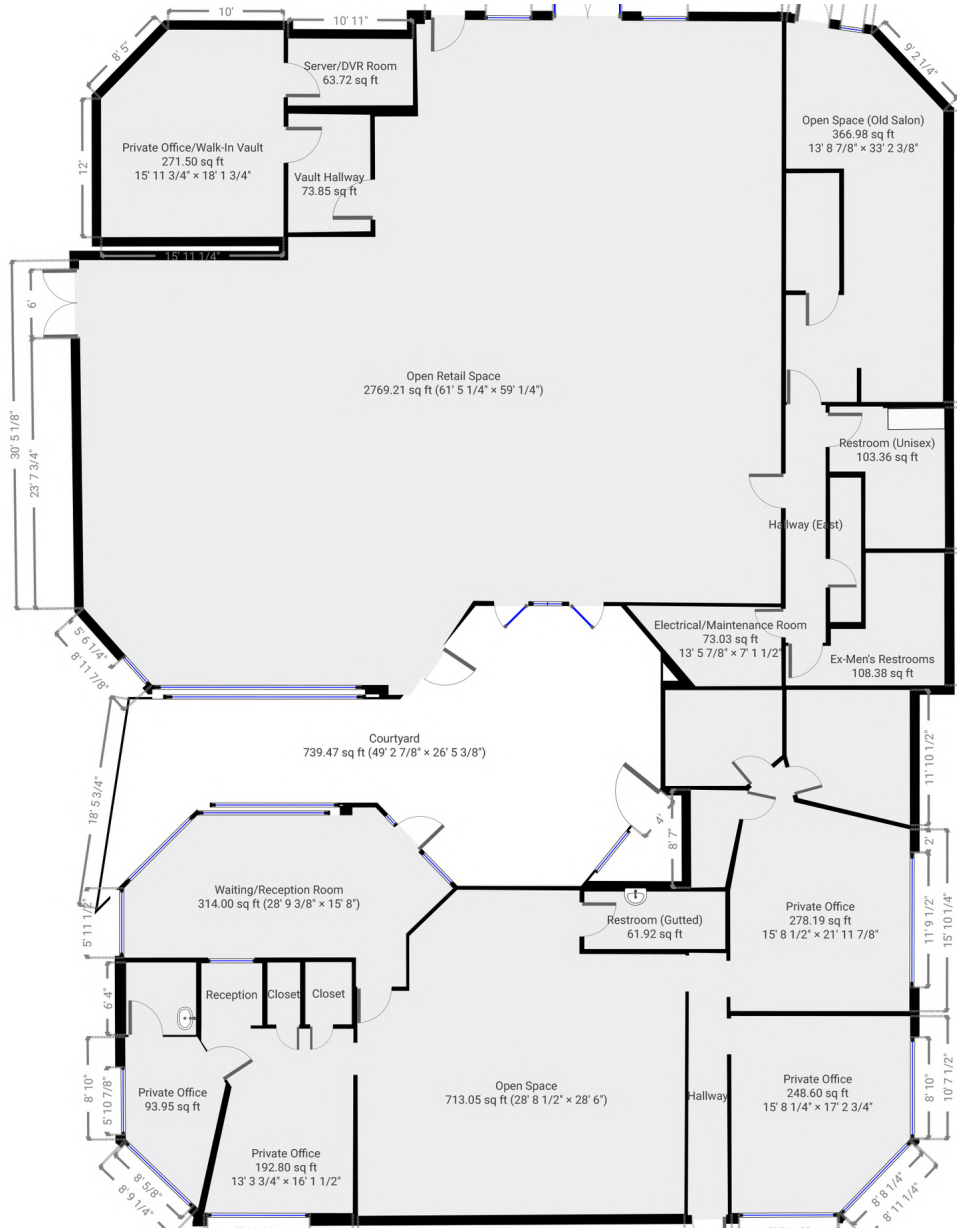 10'
10' 11"
8' 5"
9' 2 1/4"
Server/DVR Room
63.72 sq ft
Open Space (Old Salon)
366.98 sq ft
13' 8 7/8" × 33' 2 3/8"
Private Office/Walk-In Vault
271.50 sq ft
15' 11 3/4" × 18' 1 3/4"
12'
Vault Hallway
73.85 sq ft
15' 11 1/4"
6'
Open Retail Space
2769.21 sq ft (61' 5 1/4" × 59' 1/4")
30' 5 1/8"
23' 7 3/4"
Restroom (Unisex)
103.36 sq ft
Hallway (East)
5' 6 1/4"
8' 11 7/8"
Electrical/Maintenance Room
73.03 sq ft
13' 5 7/8" × 7' 1 1/2"
Ex-Men's Restrooms
108.38 sq ft
Courtyard
739.47 sq ft (49' 2 7/8" × 26' 5 3/8")
11' 10 1/2"
18' 5 3/4"
4'
8' 7"
2'
Waiting/Reception Room
314.00 sq ft (28' 9 3/8" × 15' 8")
5' 11 1/2"
Restroom (Gutted)
61.92 sq ft
Private Office
278.19 sq ft
15' 8 1/2" × 21' 11 7/8"
11' 9 1/2"
15' 10 1/4"
6' 4"
Reception
Closet
Closet
8' 10"
5' 10 7/8"
Private Office
93.95 sq ft
Open Space
713.05 sq ft (28' 8 1/2" × 28' 6")
Hallway
Private Office
248.60 sq ft
15' 8 1/4" × 17' 2 3/4"
8' 10"
10' 7 1/2"
Private Office
192.80 sq ft
13' 3 3/4" × 16' 1 1/2"
8' 5/8"
8' 9 1/4"
8' 8 1/4"
8' 11 1/4"